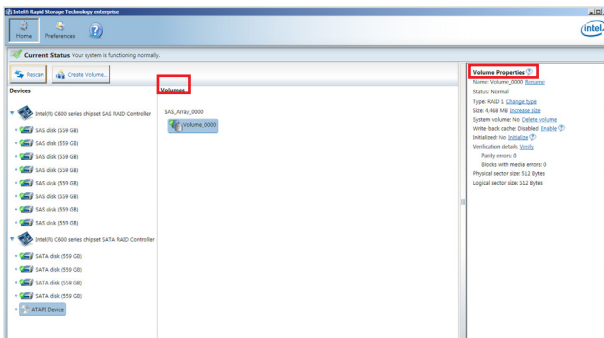 Intel® Rapid Storage Technology enterprise
Home
Preferences
intel
Current Status Your system is functioning normally.
Rescan
Create Volume...
Devices
Intel(R) C600 series chipset SAS RAID Controller
SAS disk (559 GB)
SAS disk (559 GB)
SAS disk (559 GB)
SAS disk (559 GB)
SAS disk (559 GB)
SAS disk (559 GB)
SAS disk (559 GB)
SAS disk (559 GB)
Intel(R) C600 series chipset SATA RAID Controller
SATA disk (559 GB)
SATA disk (559 GB)
SATA disk (559 GB)
SATA disk (559 GB)
ATAPI Device
Volumes
SAS_Array_0000
Volume_0000
Volume Properties ?
Name: Volume_0000 Rename
Status: Normal
Type: RAID 1 Change type
Size: 4,468 MB Increase size
System volume: No Delete volume
Write-back cache: Disabled Enable ?
Initialized: No Initialize ?
Verification details Verify
Parity errors: 0
Blocks with media errors: 0
Physical sector size: 512 Bytes
Logical sector size: 512 Bytes